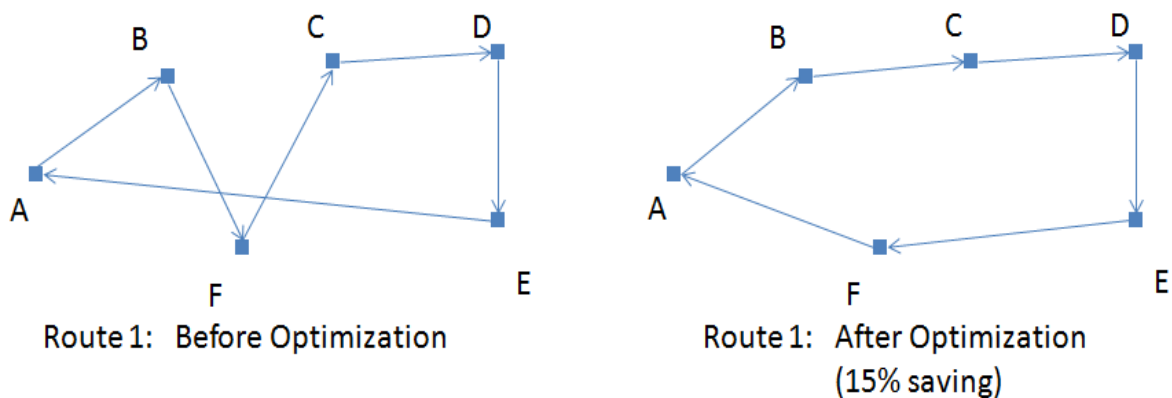 A
B
C
D
E
F
Route 1: Before Optimization
A
B
C
D
E
F
Route 1: After Optimization
(15% saving)